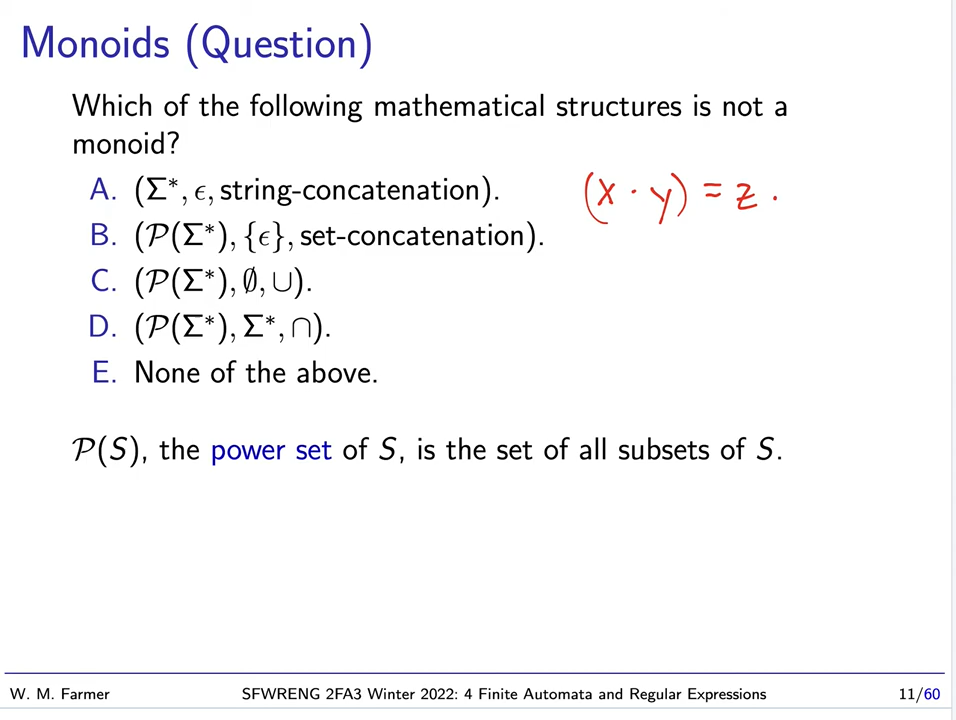 Monoids (Question)
Which of the following mathematical structures is not a
monoid?
A. (Σ*, ϵ, string-concatenation).
(x · y) = z .
B. (𝒫(Σ*), {ϵ}, set-concatenation).
C. (𝒫(Σ*), ∅, ∪).
D. (𝒫(Σ*), Σ*, ∩).
E. None of the above.
𝒫(S), the power set of S, is the set of all subsets of S.
W. M. Farmer SFWRENG 2FA3 Winter 2022: 4 Finite Automata and Regular Expressions 11/60